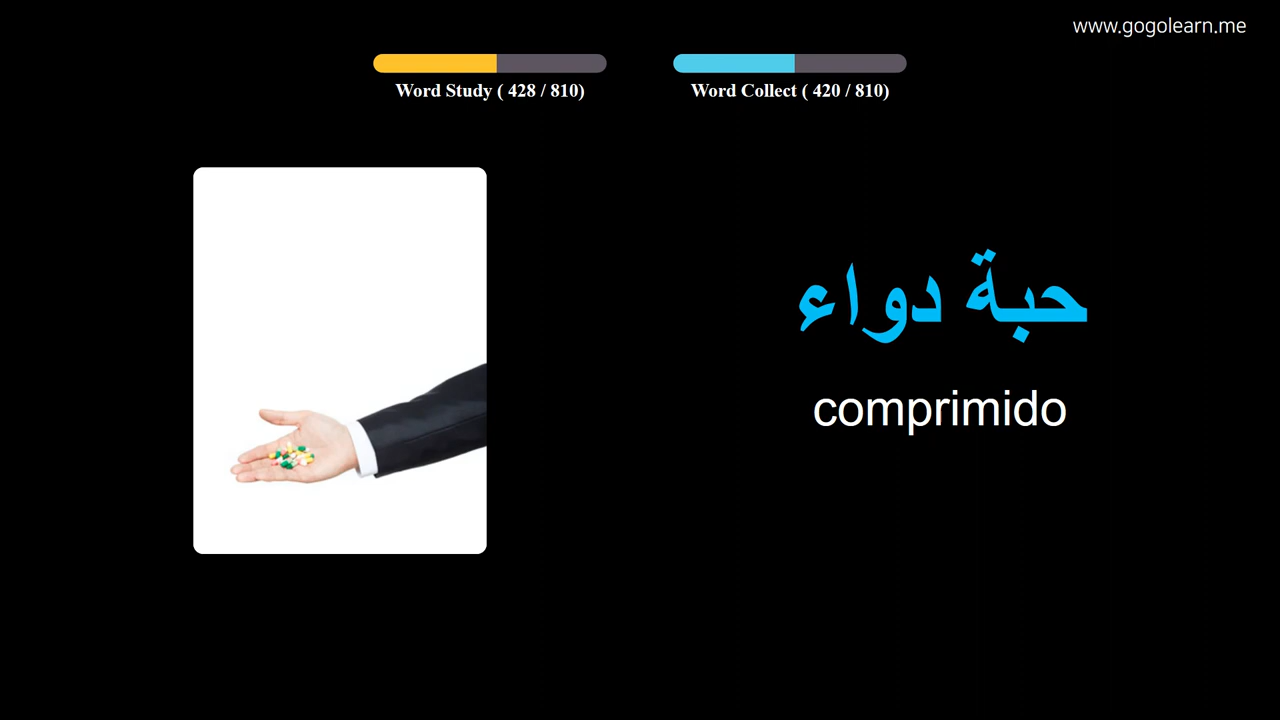 www.gogolearn.me
Word Study ( 428 / 810)
Word Collect ( 420 / 810)
حبة دواء
comprimido